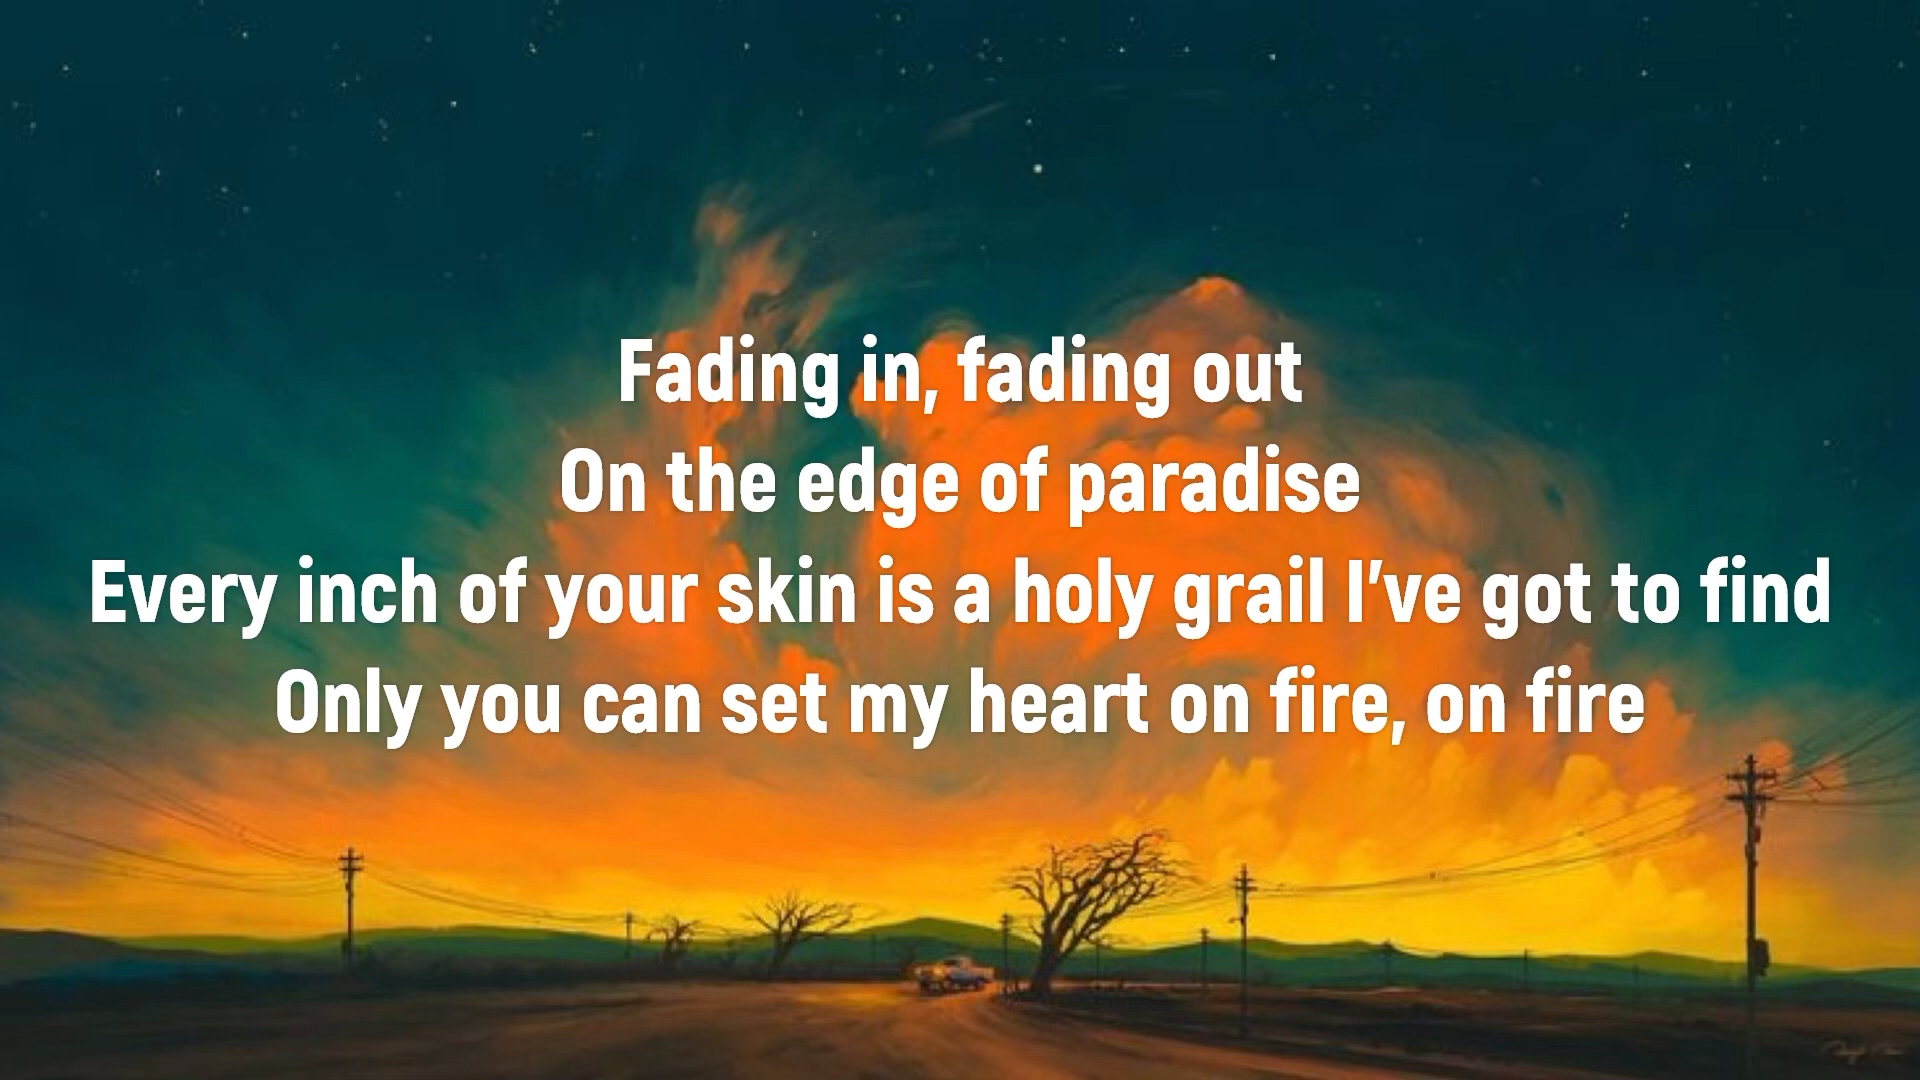 Fading in, fading out
On the edge of paradise
Every inch of your skin is a holy grail I've got to find
Only you can set my heart on fire, on fire